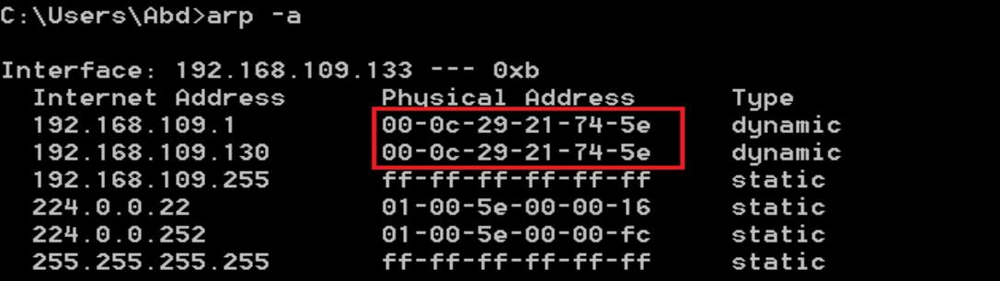 C:\Users\Abd>arp -a
Interface: 192.168.109.133 --- 0xb
Internet Address Physical Address Type
192.168.109.1 00-0c-29-21-74-5e dynamic
192.168.109.130 00-0c-29-21-74-5e dynamic
192.168.109.255 ff-ff-ff-ff-ff-ff static
224.0.0.22 01-00-5e-00-00-16 static
224.0.0.252 01-00-5e-00-00-fc static
255.255.255.255 ff-ff-ff-ff-ff-ff static